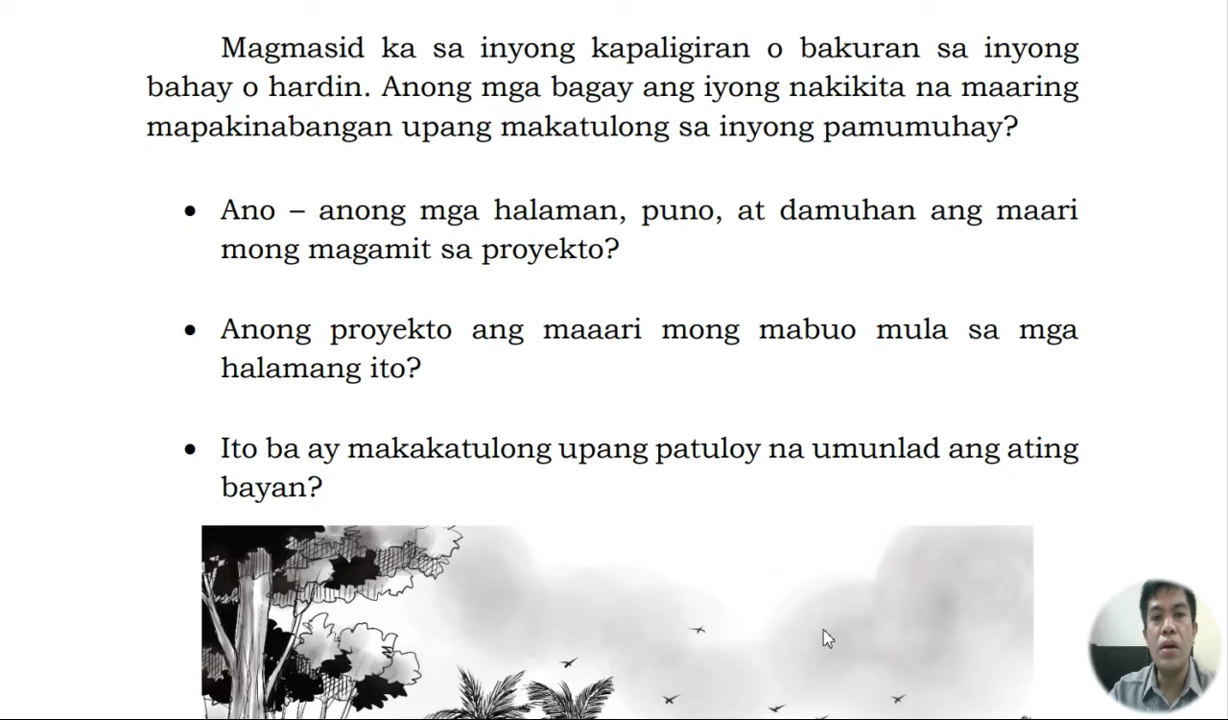 Magmasid ka sa inyong kapaligiran o bakuran sa inyong
bahay o hardin. Anong mga bagay ang iyong nakikita na maaring
mapakinabangan upang makatulong sa inyong pamumuhay?
• Ano – anong mga halaman, puno, at damuhan ang maari
mong magamit sa proyekto?
• Anong proyekto ang maaari mong mabuo mula sa mga
halamang ito?
• Ito ba ay makakatulong upang patuloy na umunlad ang ating
bayan?